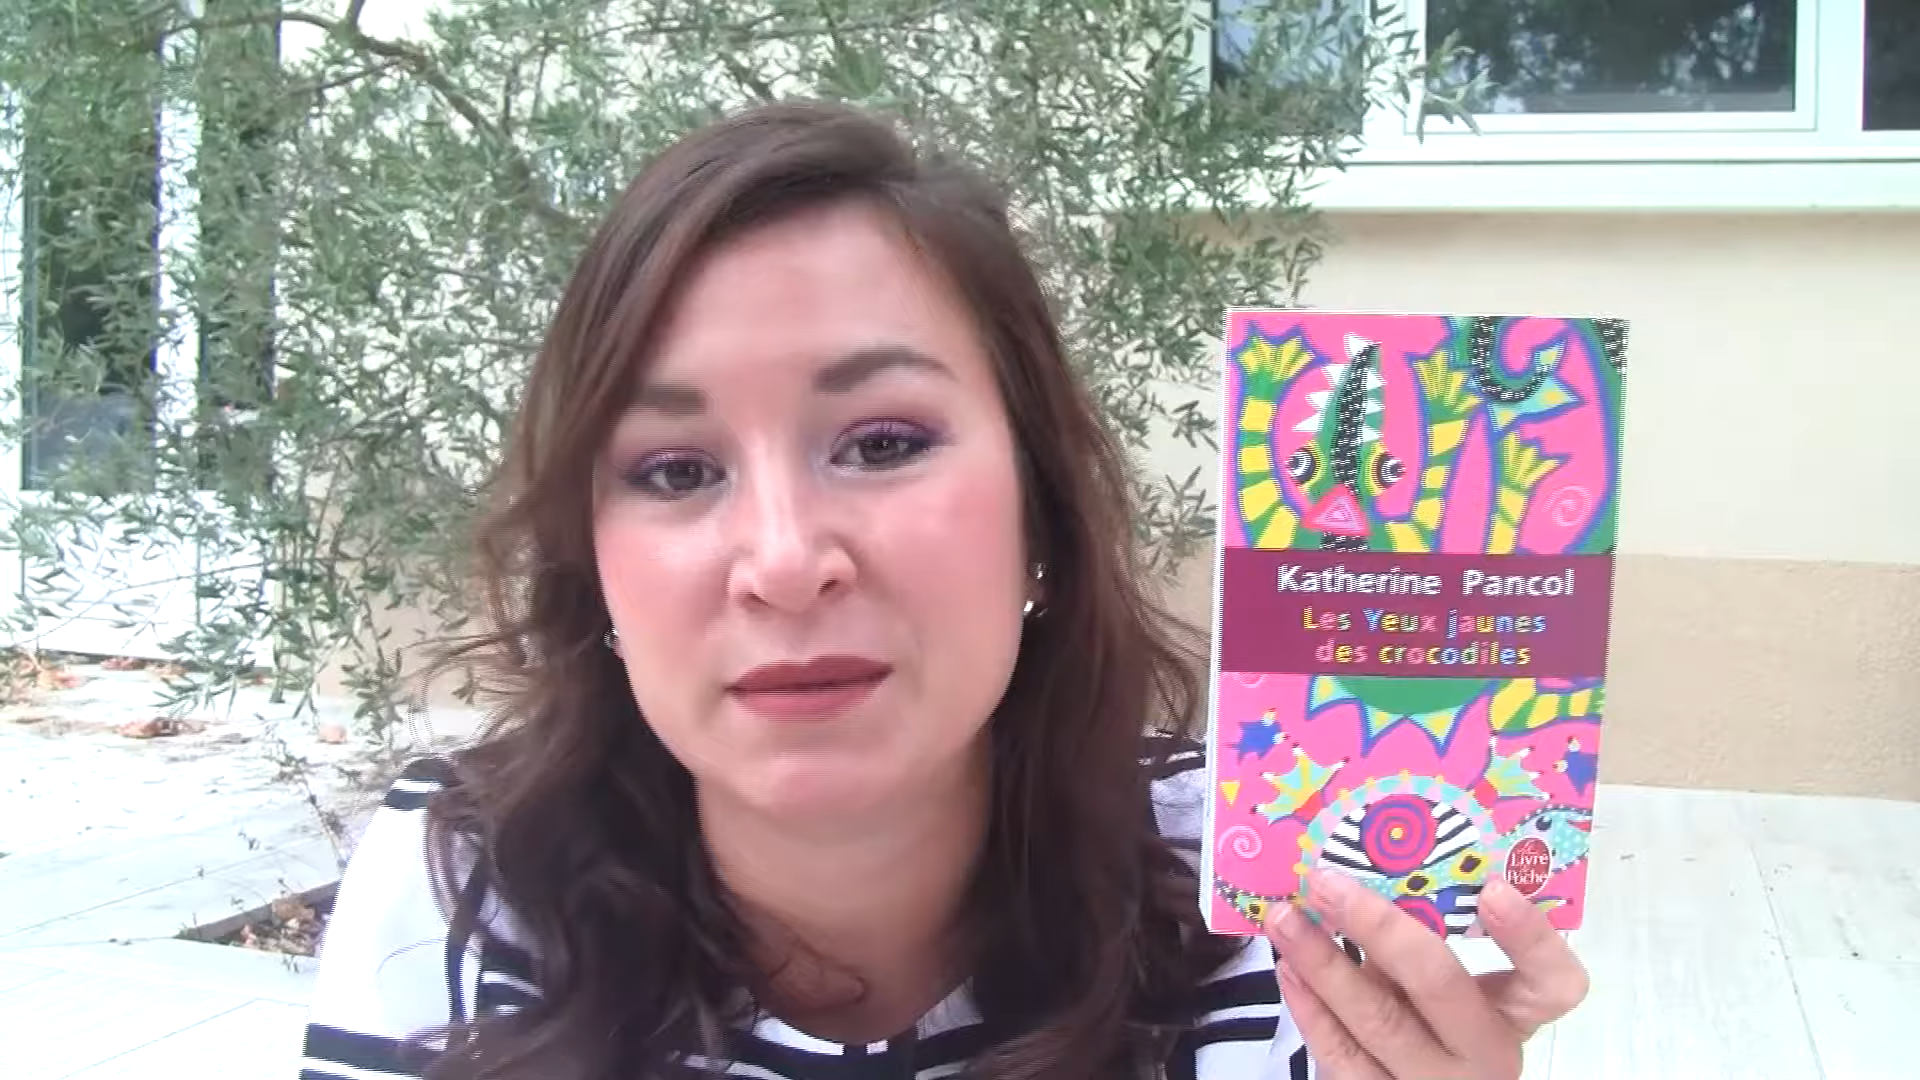 Katherine Pancol
Les Yeux jaunes
des crocodiles
Le
Livre
de
Poche